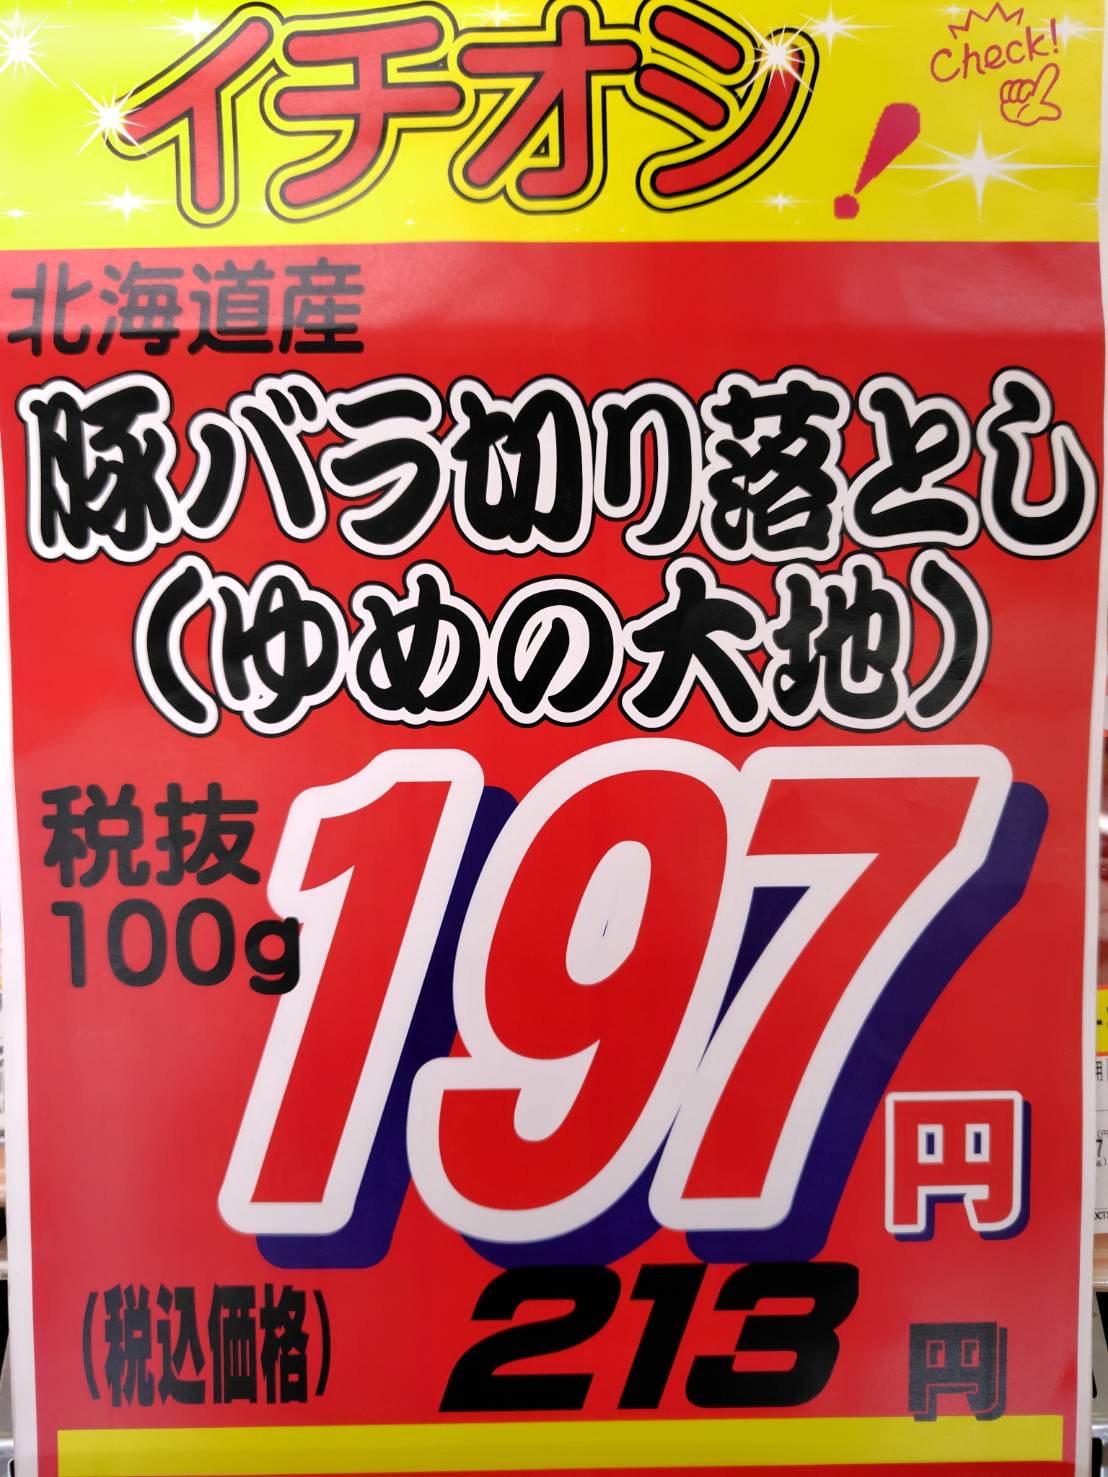 イチオシ!
Check!
北海道産
豚バラ切り落とし
(ゆめの大地)
税抜
100g
197円
(税込価格) 213円